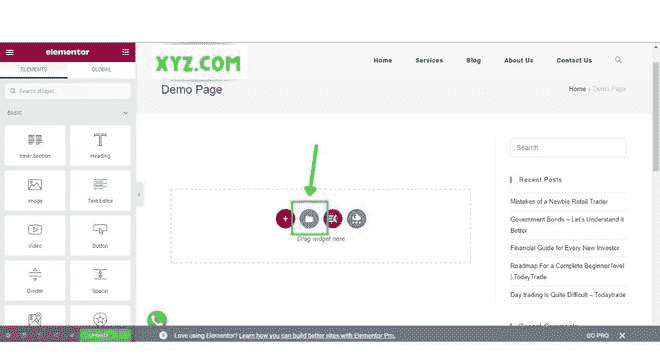 elementor
ELEMENTS
GLOBAL
Search Widget...
BASIC
Inner Section
Heading
Image
Text Editor
Video
Button
Divider
Spacer
XYZ.COM
Home
Services
Blog
About Us
Contact Us
Demo Page
Home › Demo Page
Drag widget here
Search
Recent Posts
Mistakes of a Newbie Retail Trader
Government Bonds – Let's Understand It
Better
Financial Guide for Every New Investor
Roadmap For a Complete Beginner level
| TodayTrade
Day trading is Quite Difficult – Todaytrade
Love using Elementor? Learn how you can build better sites with Elementor Pro.
GO PRO